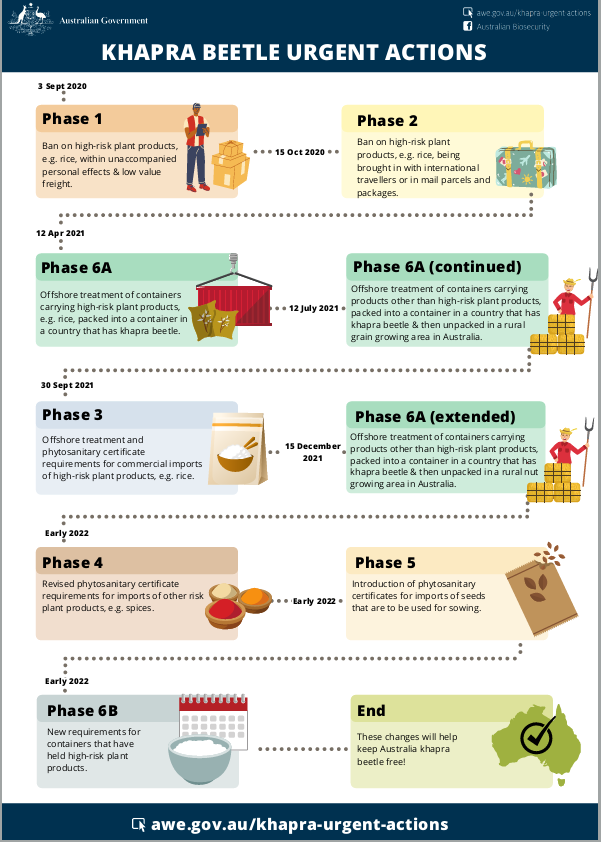 Australian Government
awe.gov.au/khapra-urgent-actions
Australian Biosecurity
KHAPRA BEETLE URGENT ACTIONS
3 Sept 2020
Phase 1
Ban on high-risk plant products,
e.g. rice, within unaccompanied
personal effects & low value
freight.
15 Oct 2020
Phase 2
Ban on high-risk plant
products, e.g. rice, being
brought in with international
travellers or in mail parcels and
packages.
12 Apr 2021
Phase 6A
Offshore treatment of containers
carrying high-risk plant products,
e.g. rice, packed into a container in
a country that has khapra beetle.
12 July 2021
Phase 6A (continued)
Offshore treatment of containers carrying
products other than high-risk plant products,
packed into a container in a country that has
khapra beetle & then unpacked in a rural
grain growing area in Australia.
30 Sept 2021
Phase 3
Offshore treatment and
phytosanitary certificate
requirements for commercial imports
of high-risk plant products, e.g. rice.
15 December
2021
Phase 6A (extended)
Offshore treatment of containers carrying
products other than high-risk plant products,
packed into a container in a country that has
khapra beetle & then unpacked in a rural nut
growing area in Australia.
Early 2022
Phase 4
Revised phytosanitary certificate
requirements for imports of other risk
plant products, e.g. spices.
Early 2022
Phase 5
Introduction of phytosanitary
certificates for imports of seeds
that are to be used for sowing.
Early 2022
Phase 6B
New requirements for
containers that have
held high-risk plant
products.
End
These changes will help
keep Australia khapra
beetle free!
awe.gov.au/khapra-urgent-actions